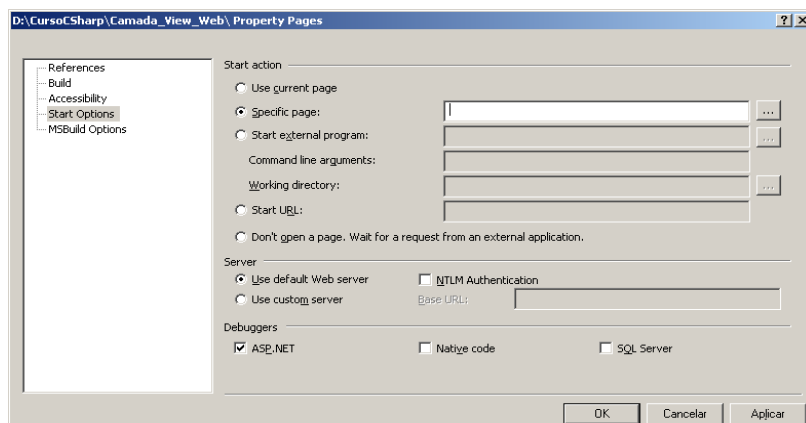 D:\CursoCSharp\Camada_View_Web\ Property Pages
References
Build
Accessibility
Start Options
MSBuild Options
Start action
Use current page
Specific page:
...
Start external program:
...
Command line arguments:
Working directory:
...
Start URL:
Don't open a page. Wait for a request from an external application.
Server
Use default Web server
NTLM Authentication
Use custom server
Base URL:
Debuggers
ASP.NET
Native code
SQL Server
OK
Cancelar
Aplicar